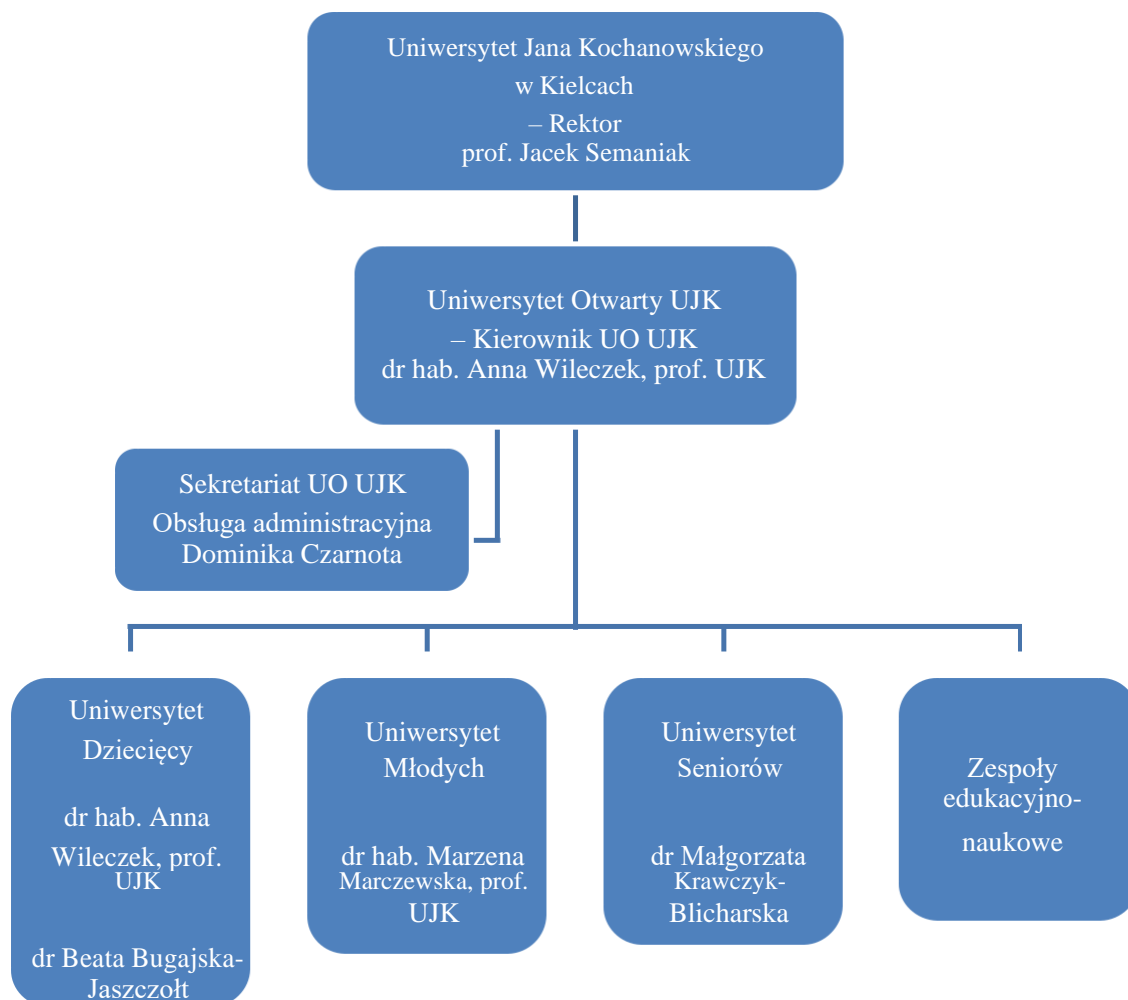 Uniwersytet Jana Kochanowskiego
w Kielcach
– Rektor
prof. Jacek Semaniak
Uniwersytet Otwarty UJK
– Kierownik UO UJK
dr hab. Anna Wileczek, prof. UJK
Sekretariat UO UJK
Obsługa administracyjna
Dominika Czarnota
Uniwersytet
Dziecięcy
dr hab. Anna
Wileczek, prof.
UJK
dr Beata Bugajska-
Jaszczołt
Uniwersytet
Młodych
dr hab. Marzena
Marczewska, prof.
UJK
Uniwersytet
Seniorów
dr Małgorzata
Krawczyk-
Blicharska
Zespoły
edukacyjno-
naukowe